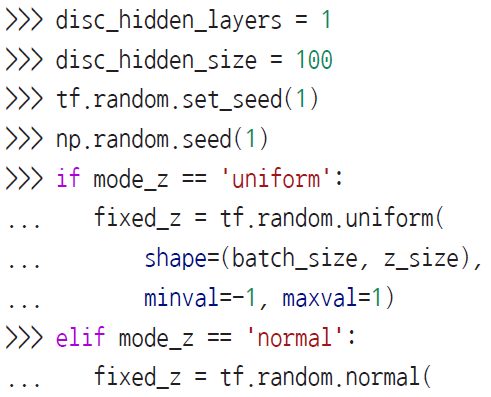 >>> disc_hidden_layers = 1
>>> disc_hidden_size = 100
>>> tf.random.set_seed(1)
>>> np.random.seed(1)
>>> if mode_z == 'uniform':
...    fixed_z = tf.random.uniform(
...        shape=(batch_size, z_size),
...        minval=-1, maxval=1)
>>> elif mode_z == 'normal':
...    fixed_z = tf.random.normal(